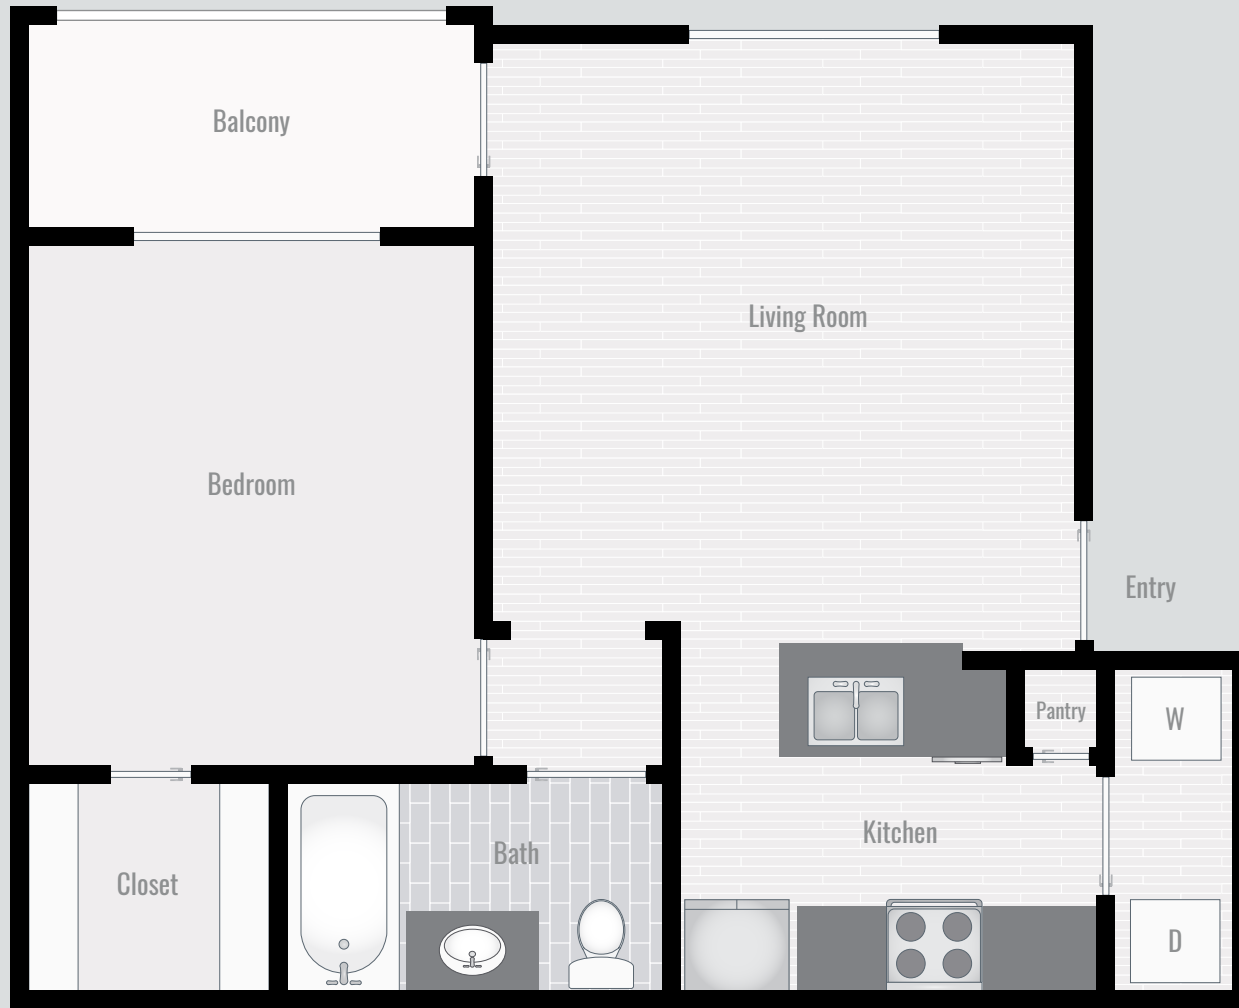 Balcony
Living Room
Bedroom
Entry
Pantry
W
Kitchen
Bath
Closet
D